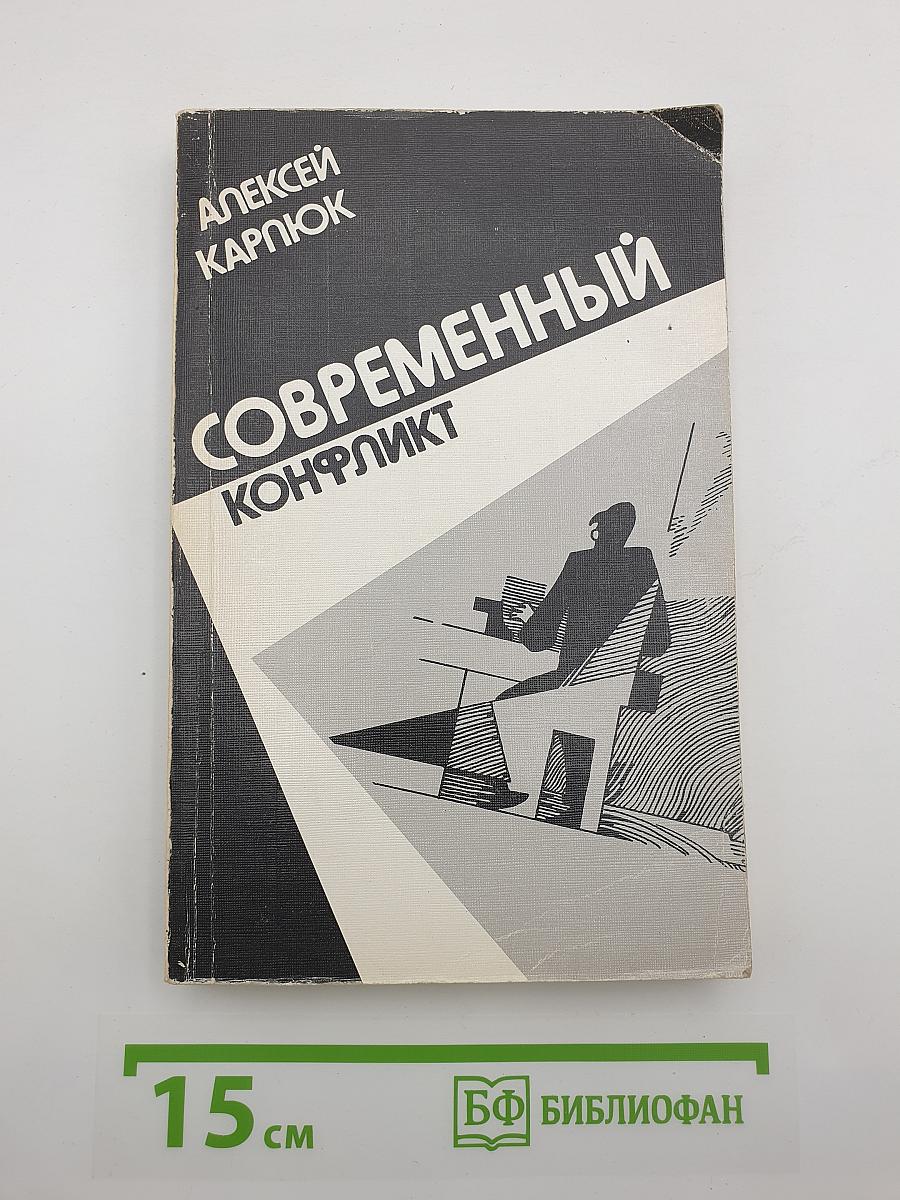 АЛЕКСЕЙ
КАРПЮК
СОВРЕМЕННЫЙ
КОНФЛИКТ
15 см
БФ БИБЛИОФАН